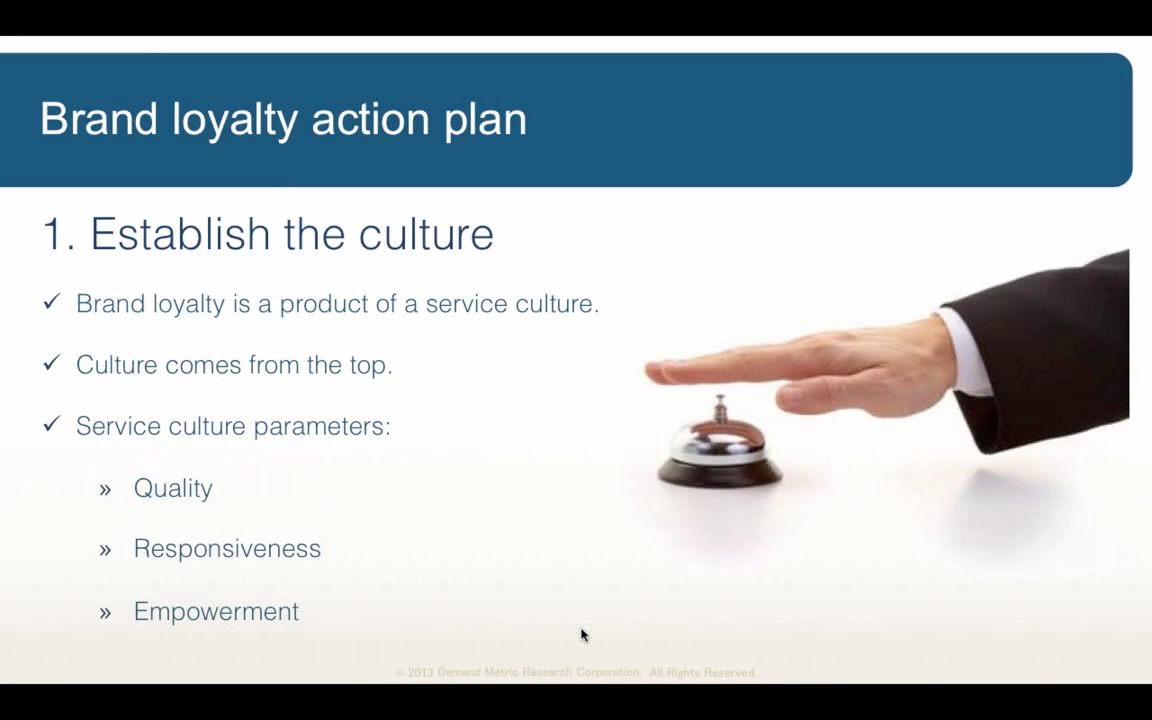 Brand loyalty action plan
1. Establish the culture
✓ Brand loyalty is a product of a service culture.
✓ Culture comes from the top.
✓ Service culture parameters:
» Quality
» Responsiveness
» Empowerment
© 2013 Demand Metric Research Corporation. All Rights Reserved.